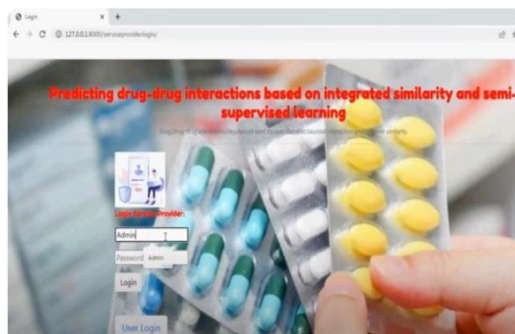 Login
127.0.0.1:8000/serviceproviderlogin/
Predicting drug-drug interactions based on integrated similarity and semi-
supervised learning
Login Service Provider:
Admin
Password Admin
Login
User Login